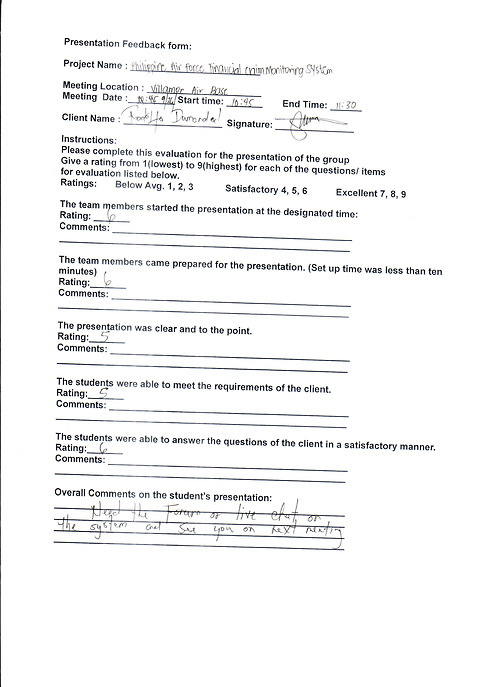 Presentation Feedback form:
Project Name : Philippine Air Force Financial Claim Monitoring System
Meeting Location : Villamor Air Base
Meeting Date : Start time: 10:45 End Time: 11:30
Client Name : Signature:
Instructions:
Please complete this evaluation for the presentation of the group
Give a rating from 1(lowest) to 9(highest) for each of the questions/ items
for evaluation listed below.
Ratings: Below Avg. 1, 2, 3 Satisfactory 4, 5, 6 Excellent 7, 8, 9
The team members started the presentation at the designated time:
Rating: 6
Comments:
The team members came prepared for the presentation. (Set up time was less than ten
minutes)
Rating: 6
Comments:
The presentation was clear and to the point.
Rating: 5
Comments:
The students were able to meet the requirements of the client.
Rating: 5
Comments:
The students were able to answer the questions of the client in a satisfactory manner.
Rating: 6
Comments:
Overall Comments on the student's presentation:
Need the Forum or live chat on
the system and see you on next meeting